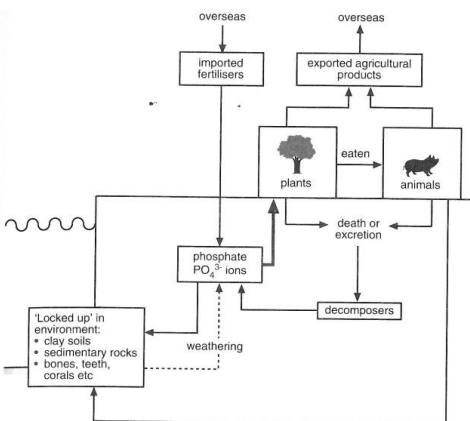 overseas
overseas
imported
fertilisers
exported agricultural
products
eaten
plants
animals
death or
excretion
phosphate
PO₄³⁻ ions
decomposers
'Locked up' in
environment:
• clay soils
• sedimentary rocks
• bones, teeth,
corals etc
weathering